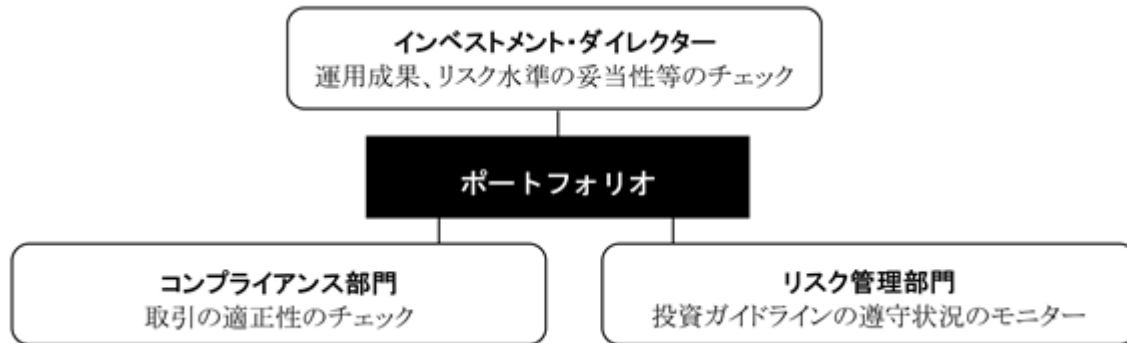 インベストメント・ダイレクター
運用成果、リスク水準の妥当性等のチェック
ポートフォリオ
コンプライアンス部門
取引の適正性のチェック
リスク管理部門
投資ガイドラインの遵守状況のモニター